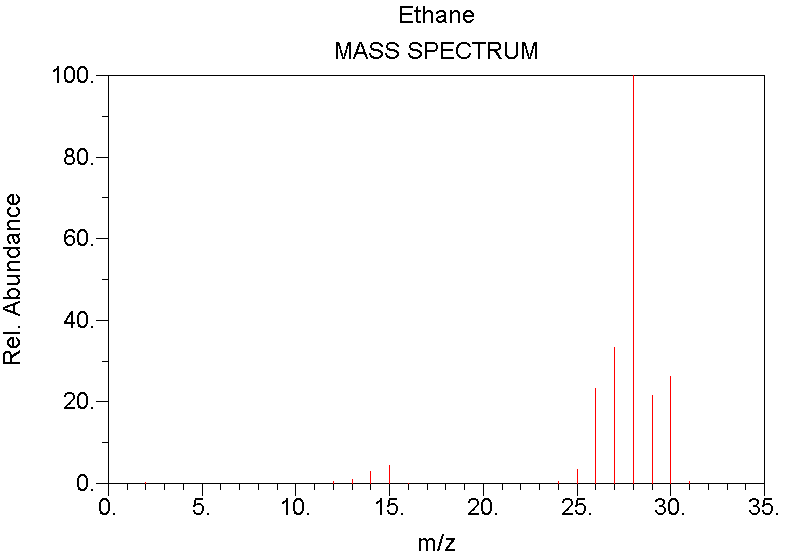 Ethane
MASS SPECTRUM
Rel. Abundance
100.
80.
60.
40.
20.
0.
0. 5. 10. 15. 20. 25. 30. 35.
m/z